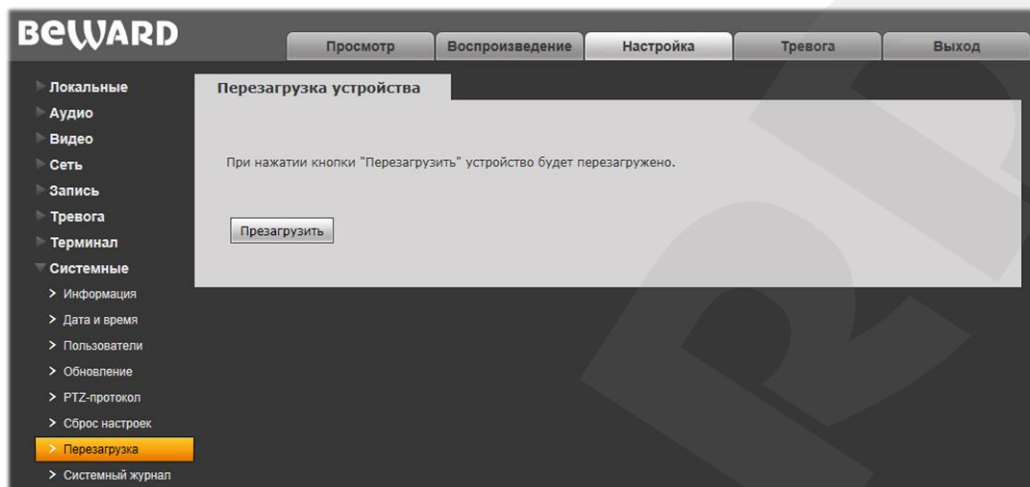 BEWARD
Просмотр Воспроизведение Настройка Тревога Выход
Локальные
Аудио
Видео
Сеть
Запись
Тревога
Терминал
Системные
Информация
Дата и время
Пользователи
Обновление
PTZ-протокол
Сброс настроек
Перезагрузка
Системный журнал
Перезагрузка устройства
При нажатии кнопки "Перезагрузить" устройство будет перезагружено.
Презагрузить